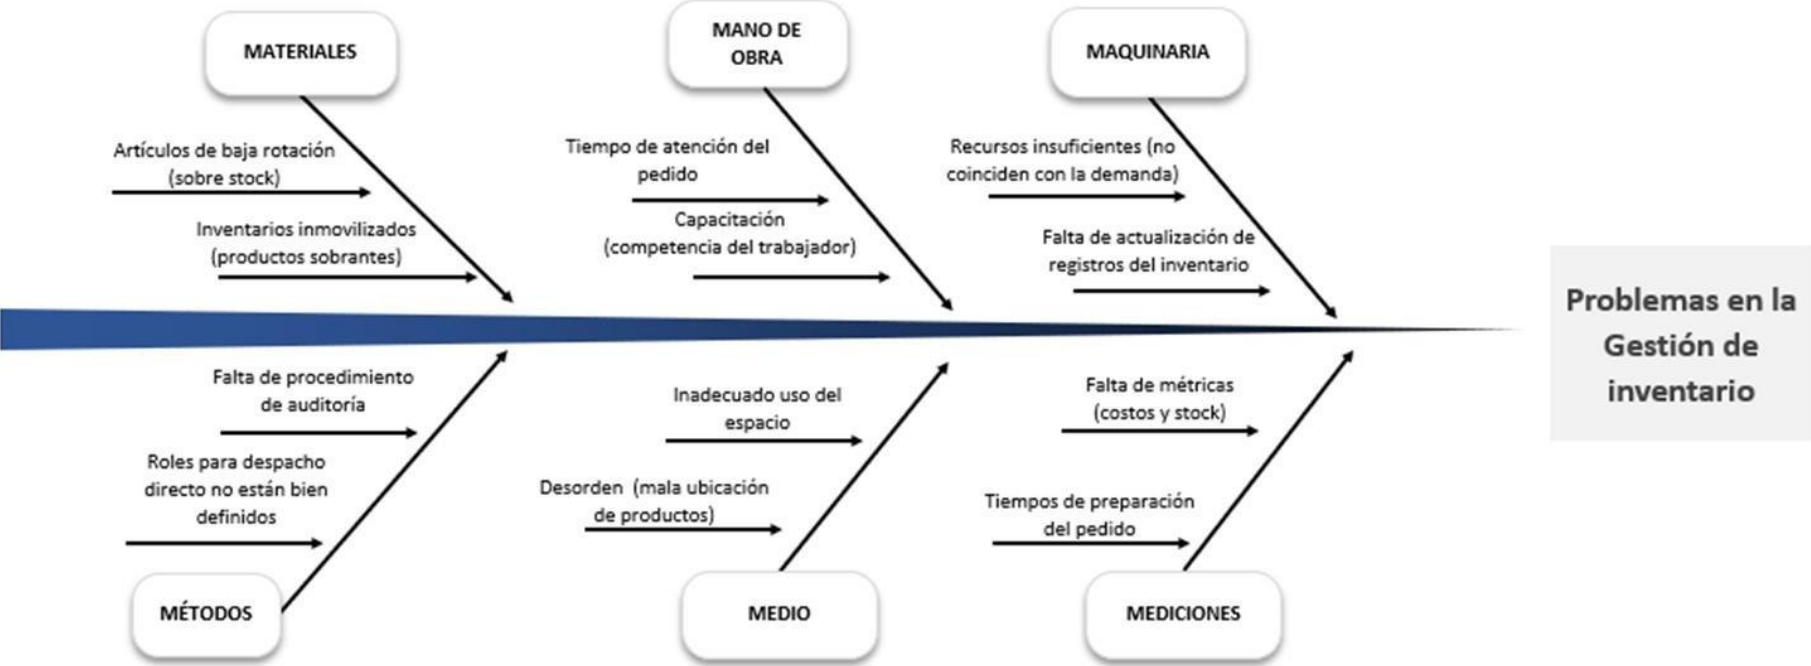 MATERIALES
MANO DE
OBRA
MAQUINARIA
Artículos de baja rotación
(sobre stock)
Inventarios inmovilizados
(productos sobrantes)
Tiempo de atención del
pedido
Capacitación
(competencia del trabajador)
Recursos insuficientes (no
coinciden con la demanda)
Falta de actualización de
registros del inventario
Problemas en la
Gestión de
inventario
Falta de procedimiento
de auditoría
Roles para despacho
directo no están bien
definidos
Inadecuado uso del
espacio
Desorden (mala ubicación
de productos)
Falta de métricas
(costos y stock)
Tiempos de preparación
del pedido
MÉTODOS
MEDIO
MEDICIONES